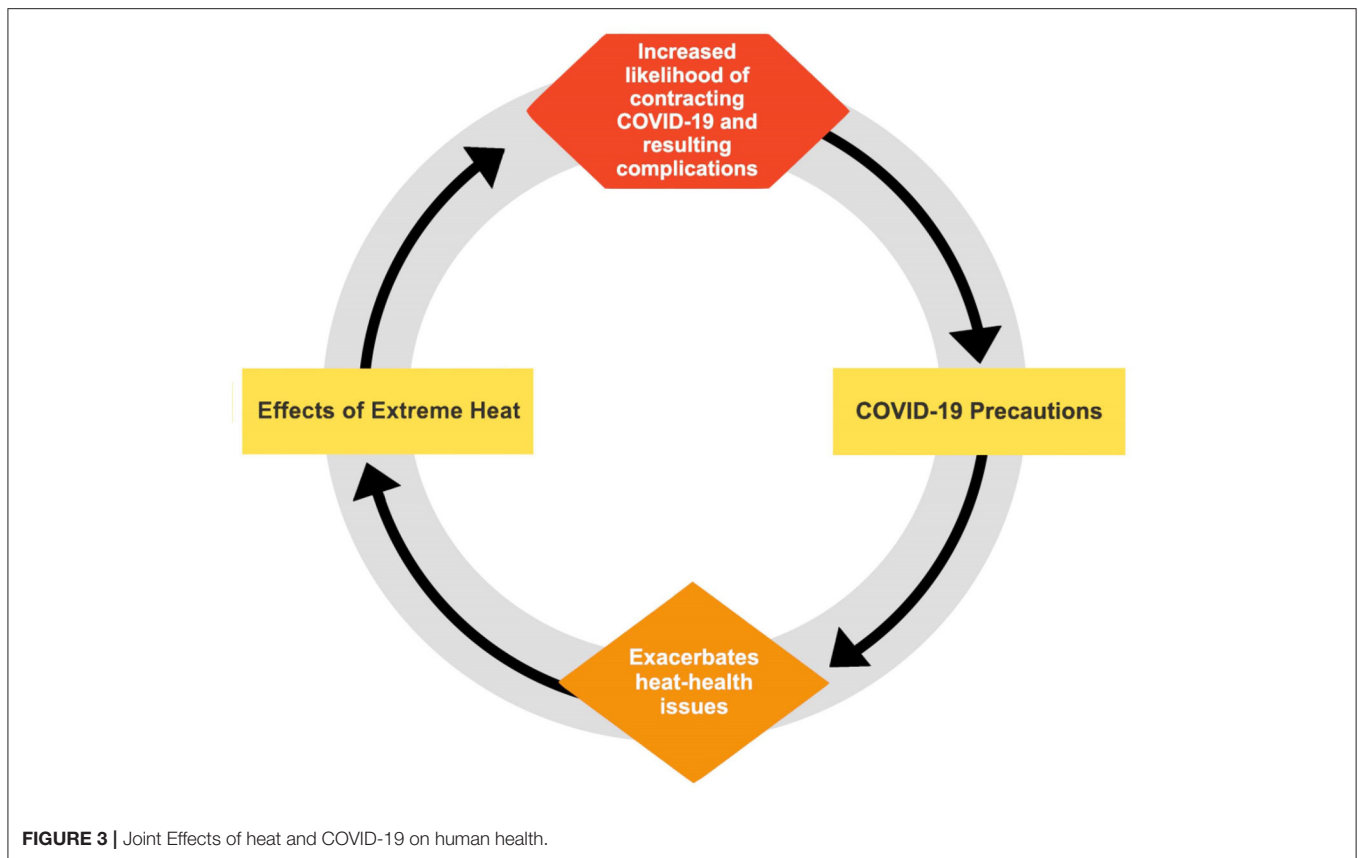 Increased
likelihood of
contracting
COVID-19 and
resulting
complications
Effects of Extreme Heat
COVID-19 Precautions
Exacerbates
heat-health
issues
FIGURE 3 | Joint Effects of heat and COVID-19 on human health.